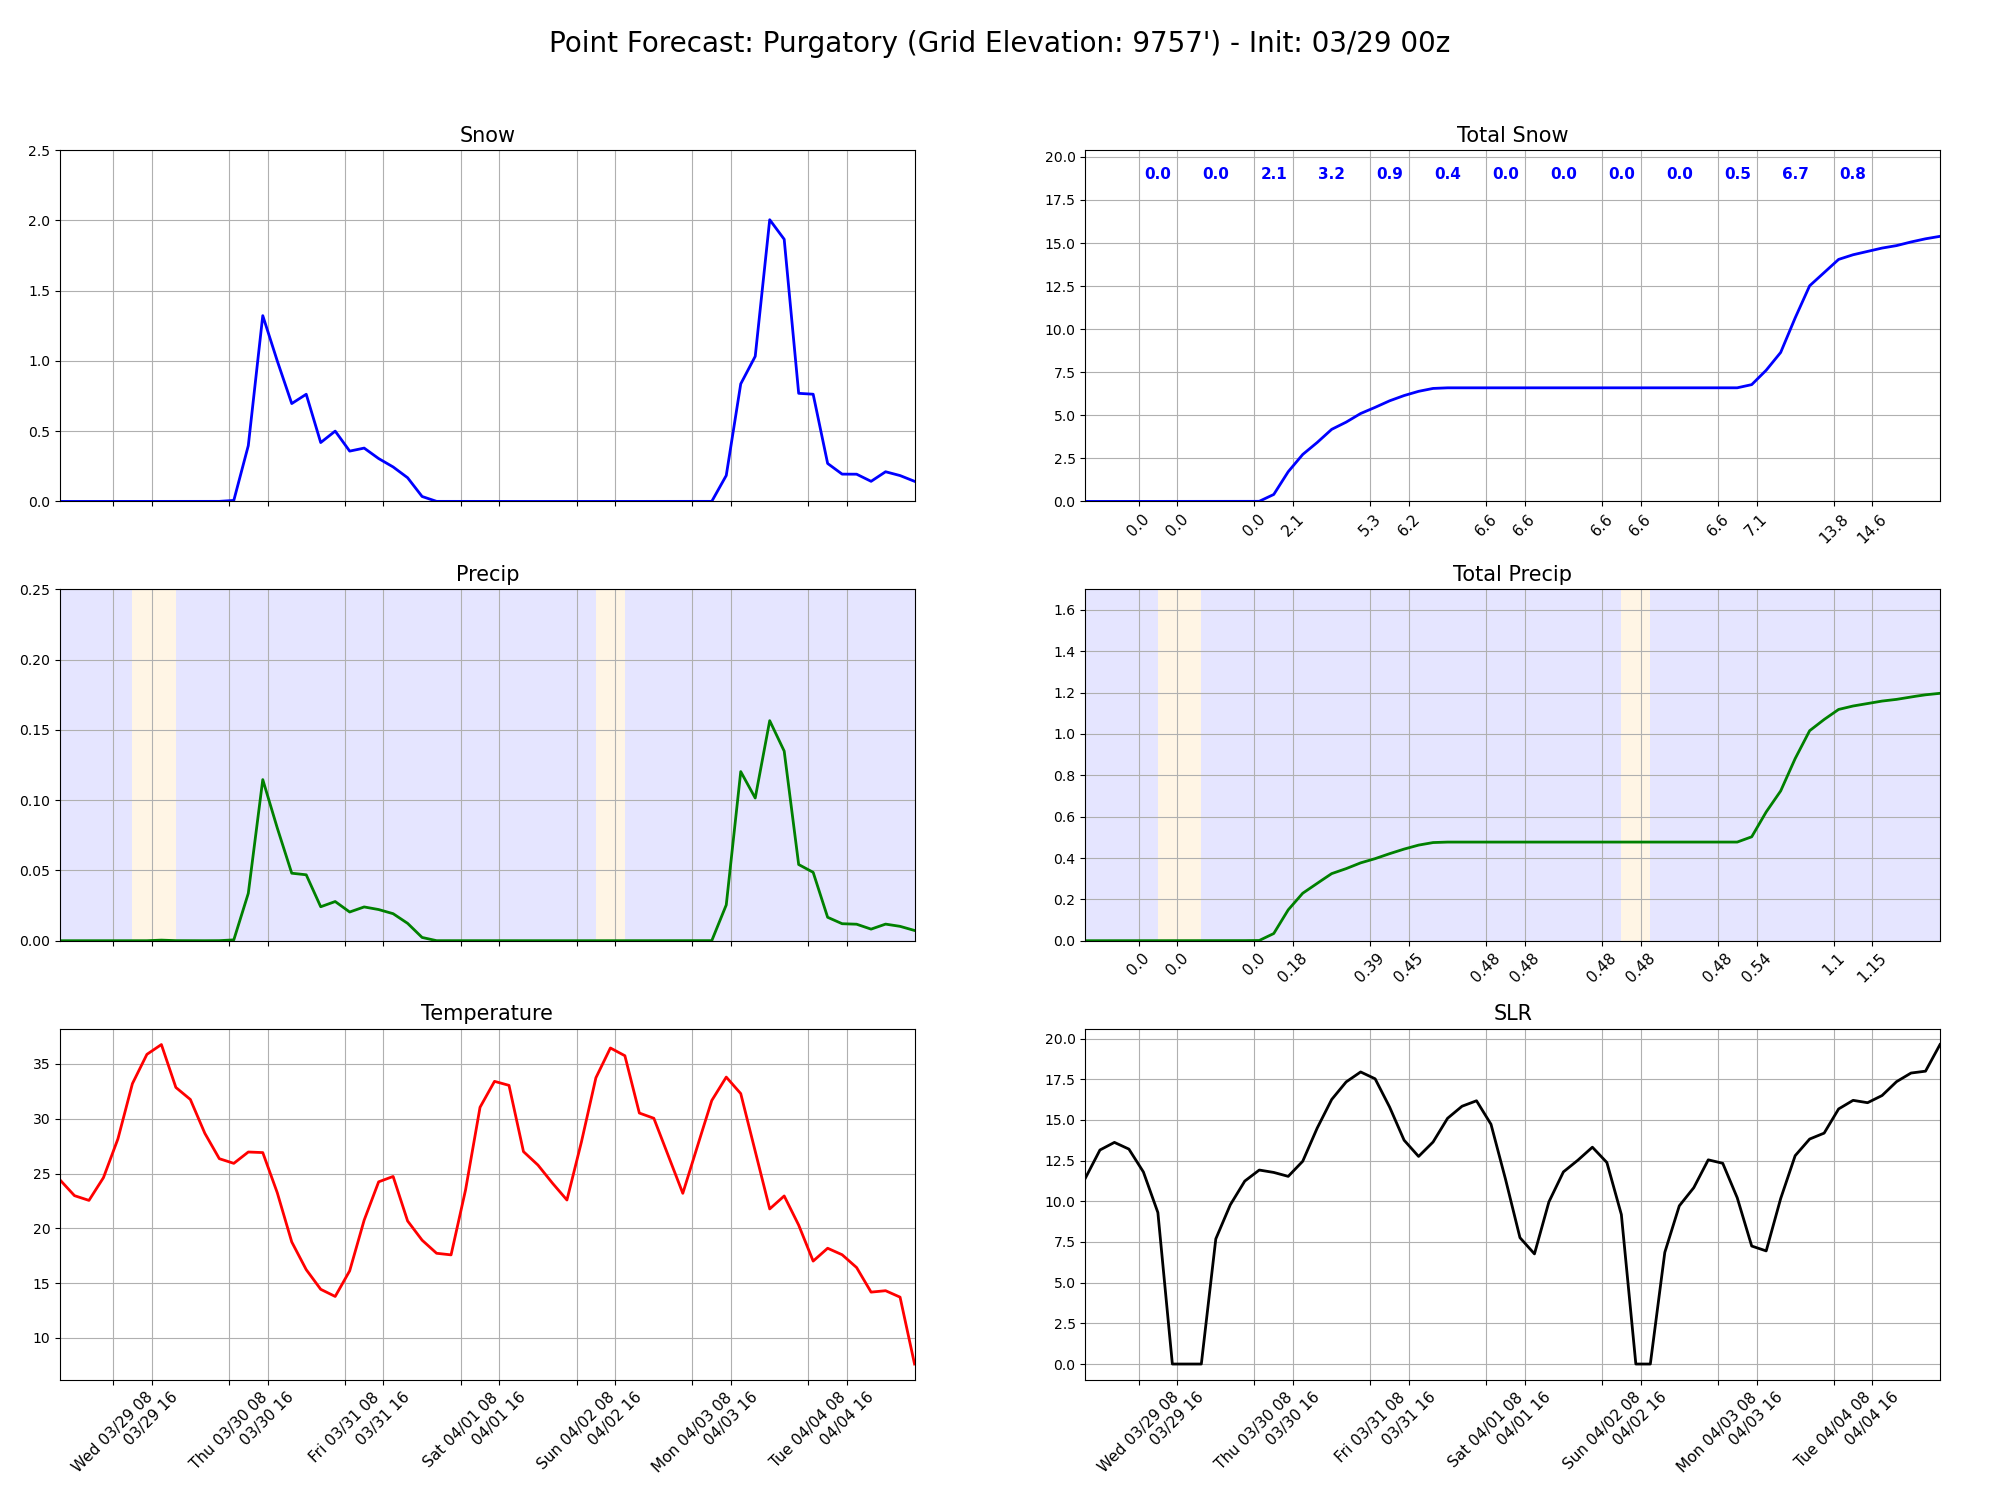 Point Forecast: Purgatory (Grid Elevation: 9757') - Init: 03/29 00z
Snow
2.5
2.0
1.5
1.0
0.5
0.0
Total Snow
20.0
17.5
15.0
12.5
10.0
7.5
5.0
2.5
0.0
0.0 0.0 2.1 3.2 0.9 0.4 0.0 0.0 0.0 0.0 0.5 6.7 0.8
0.0 0.0 0.0 2.1 5.3 6.2 6.6 6.6 6.6 6.6 6.6 7.1 13.8 14.6
Precip
0.25
0.20
0.15
0.10
0.05
0.00
Total Precip
1.6
1.4
1.2
1.0
0.8
0.6
0.4
0.2
0.0
0.0 0.0 0.0 0.18 0.39 0.45 0.48 0.48 0.48 0.48 0.48 0.54 1.1 1.15
Temperature
35
30
25
20
15
10
Wed 03/29 08
03/29 16
Thu 03/30 08
03/30 16
Fri 03/31 08
03/31 16
Sat 04/01 08
04/01 16
Sun 04/02 08
04/02 16
Mon 04/03 08
04/03 16
Tue 04/04 08
04/04 16
SLR
20.0
17.5
15.0
12.5
10.0
7.5
5.0
2.5
0.0
Wed 03/29 08
03/29 16
Thu 03/30 08
03/30 16
Fri 03/31 08
03/31 16
Sat 04/01 08
04/01 16
Sun 04/02 08
04/02 16
Mon 04/03 08
04/03 16
Tue 04/04 08
04/04 16